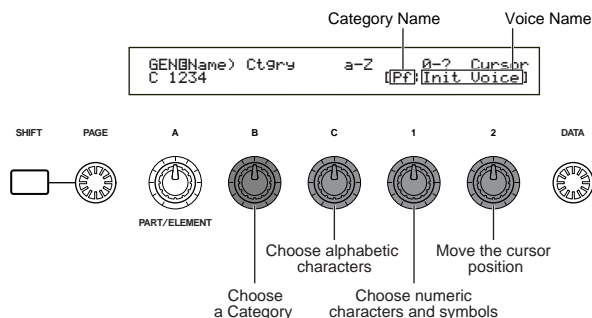 Category Name Voice Name
GEN Name) Ctgry a-Z 0-? Cursor
C 1234 [Pf:Init Voice]
SHIFT PAGE A B C 1 2 DATA
PART/ELEMENT
Choose alphabetic characters
Move the cursor position
Choose a Category
Choose numeric characters and symbols